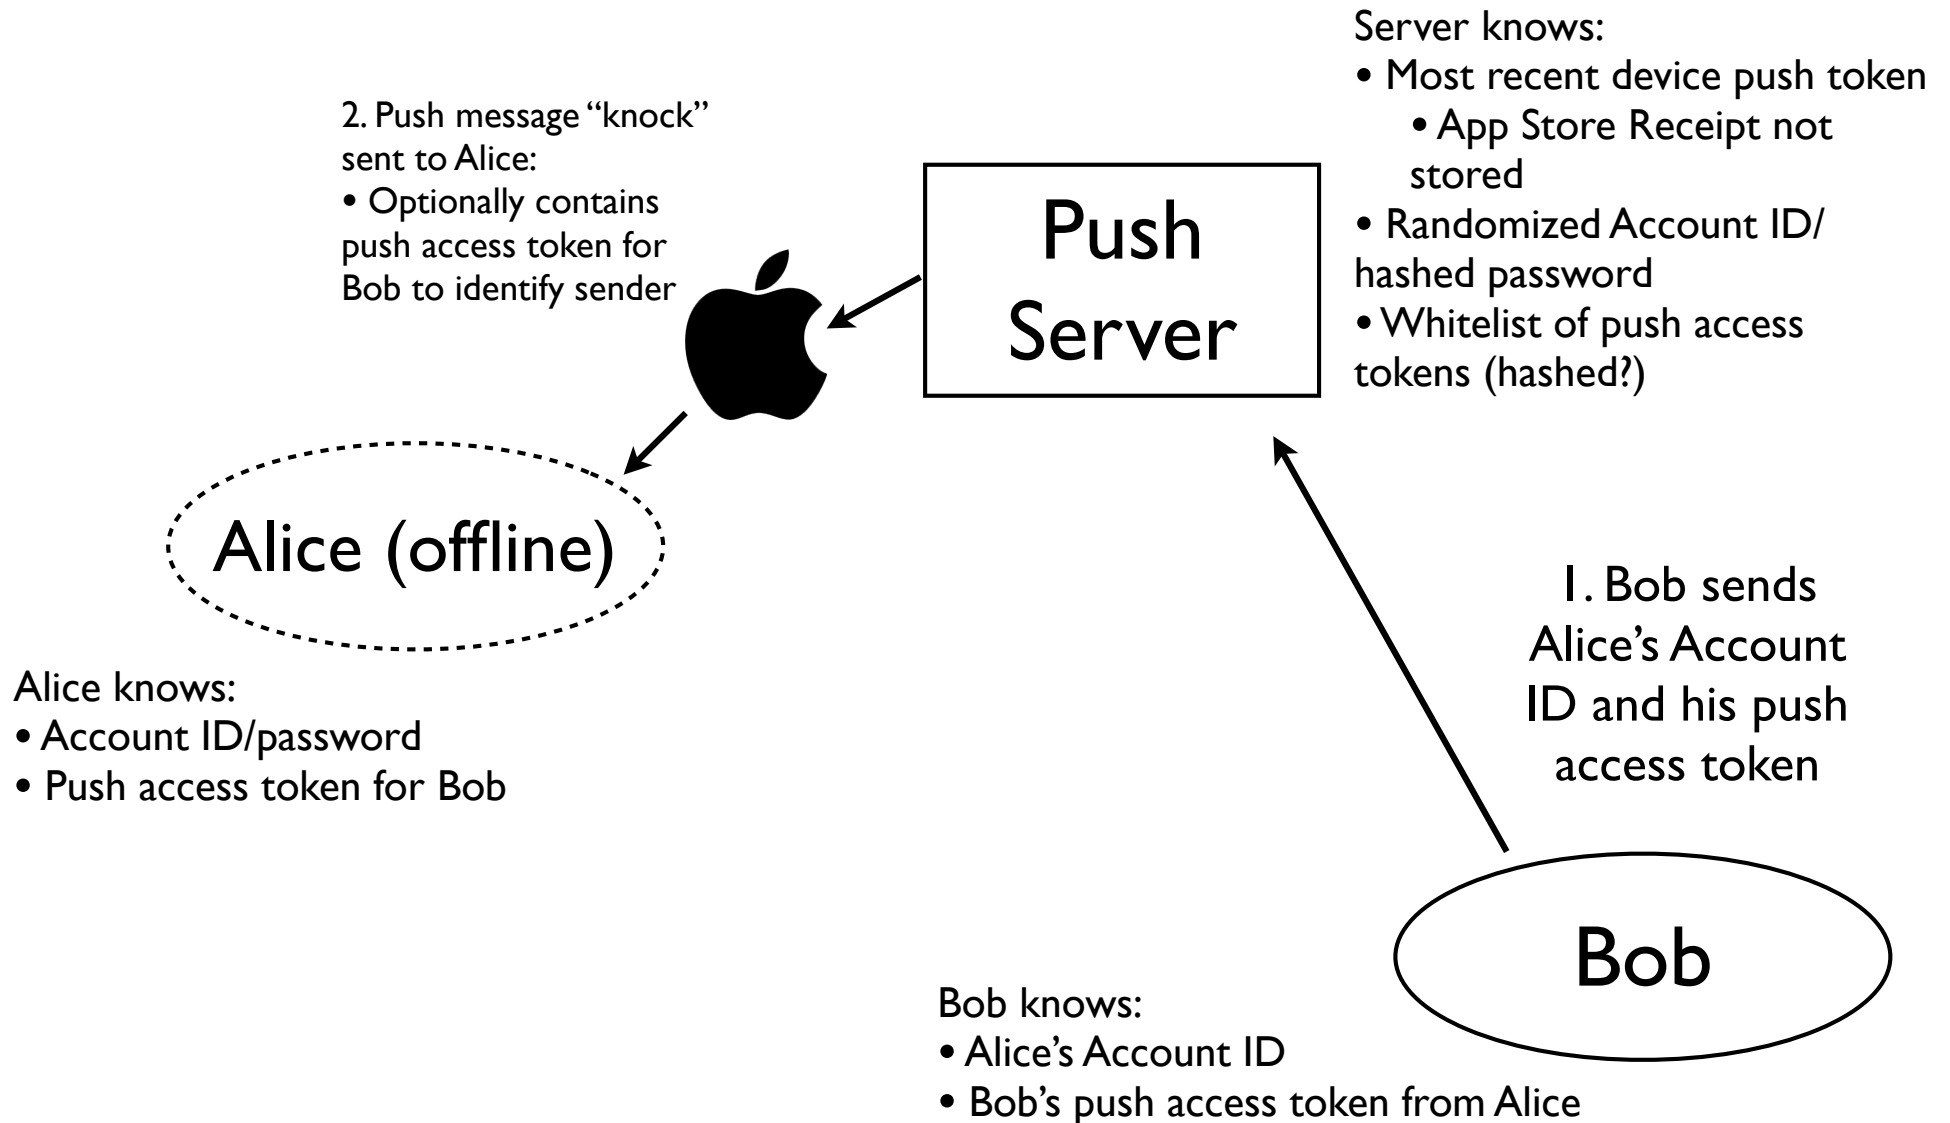 Server knows:
• Most recent device push token
• App Store Receipt not
stored
• Randomized Account ID/
hashed password
• Whitelist of push access
tokens (hashed?)
2. Push message “knock”
sent to Alice:
• Optionally contains
push access token for
Bob to identify sender
Push
Server
Alice (offline)
Alice knows:
• Account ID/password
• Push access token for Bob
1. Bob sends
Alice’s Account
ID and his push
access token
Bob
Bob knows:
• Alice’s Account ID
• Bob’s push access token from Alice